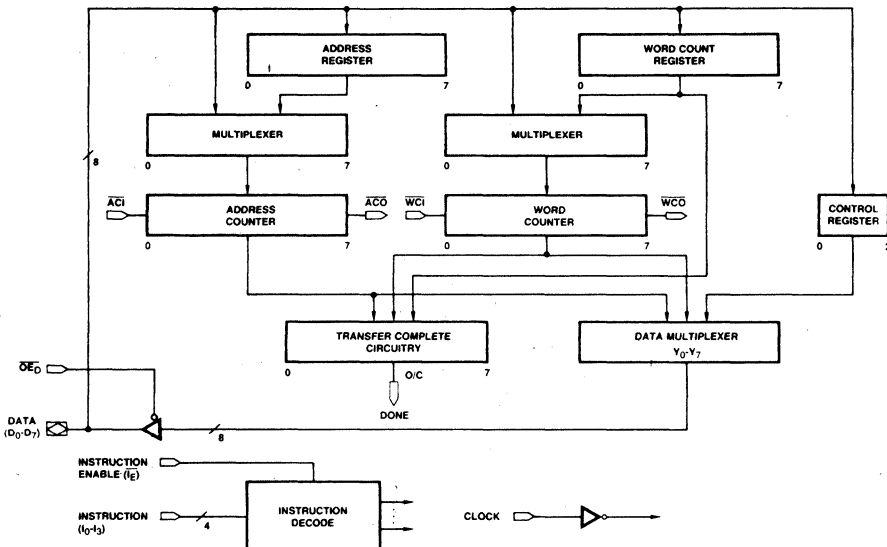 ADDRESS
REGISTER
0 7
WORD COUNT
REGISTER
0 7
MULTIPLEXER
0 7
MULTIPLEXER
0 7
8
ACI
ADDRESS
COUNTER
0 7
ACO
WCI
WORD
COUNTER
0 7
WCO
CONTROL
REGISTER
0 2
TRANSFER COMPLETE
CIRCUITRY
0 7
O/C
DONE
DATA MULTIPLEXER
Y0-Y7
OED
DATA
(D0-D7)
8
INSTRUCTION
ENABLE (IE)
INSTRUCTION
(I0-I3)
4
INSTRUCTION
DECODE
CLOCK